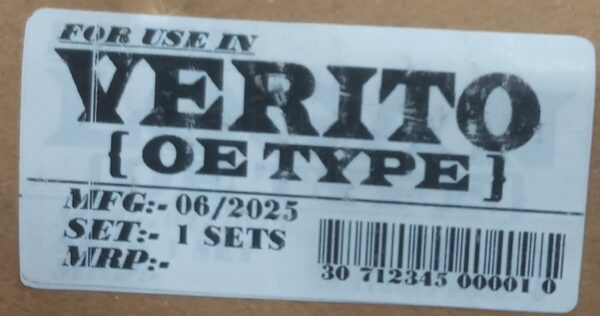 FOR USE IN
VERITO
{ OE TYPE }
MFG:- 06/2025
SET:- 1 SETS
MRP:-
30 712345 00001 0